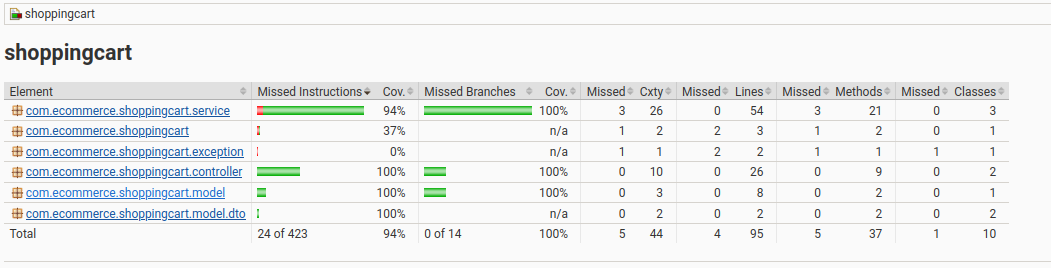 shoppingcart
shoppingcart
Element Missed Instructions Cov. Missed Branches Cov. Missed Cxty Missed Lines Missed Methods Missed Classes
com.ecommerce.shoppingcart.service 94% 100% 3 26 0 54 3 21 0 3
com.ecommerce.shoppingcart 37% n/a 1 2 2 3 1 2 0 1
com.ecommerce.shoppingcart.exception 0% n/a 1 1 2 2 1 1 1 1
com.ecommerce.shoppingcart.controller 100% 100% 0 10 0 26 0 9 0 2
com.ecommerce.shoppingcart.model 100% 100% 0 3 0 8 0 2 0 1
com.ecommerce.shoppingcart.model.dto 100% n/a 0 2 0 2 0 2 0 2
Total 24 of 423 94% 0 of 14 100% 5 44 4 95 5 37 1 10